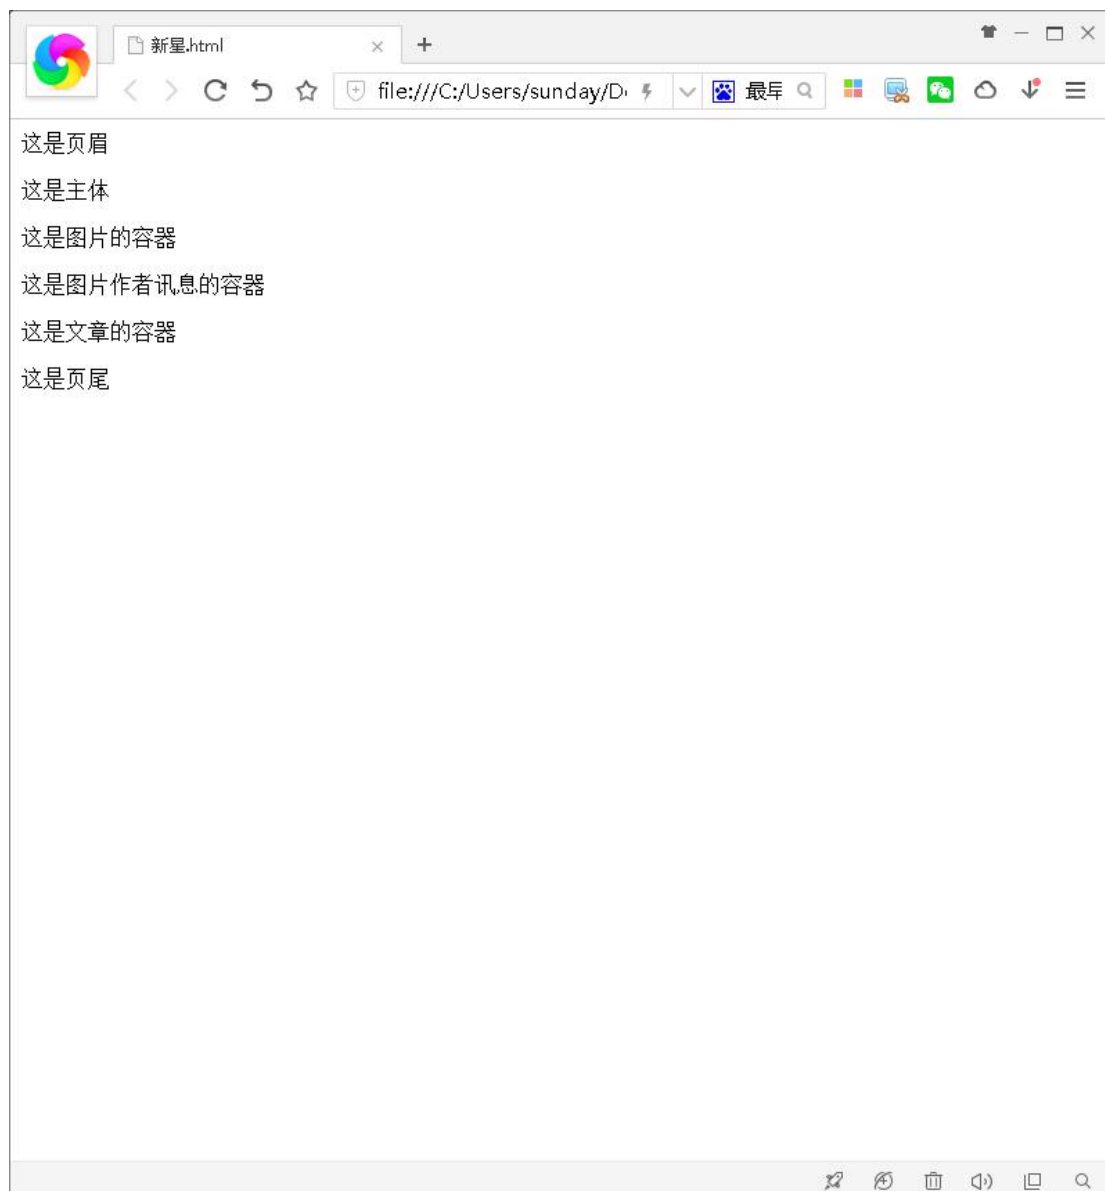 新星.html
file:///C:/Users/sunday/D
最早
这是页眉
这是主体
这是图片的容器
这是图片作者讯息的容器
这是文章的容器
这是页尾